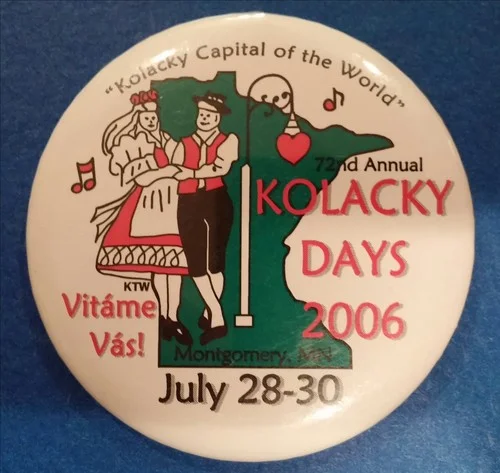 "Kolacky Capital of the World"
72nd Annual
KOLACKY
DAYS
2006
KTW
Vitáme
Vás!
Montgomery, MN
July 28-30